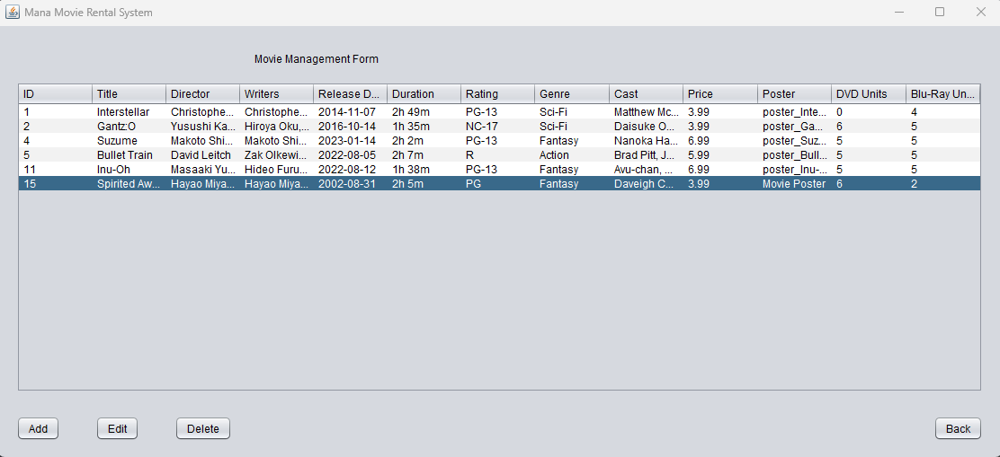 Mana Movie Rental System
Movie Management Form
ID Title Director Writers Release D... Duration Rating Genre Cast Price Poster DVD Units Blu-Ray Un...
1 Interstellar Christophe... Christophe... 2014-11-07 2h 49m PG-13 Sci-Fi Matthew Mc... 3.99 poster_Inte... 0 4
2 Gantz:O Yusushi Ka... Hiroya Oku,... 2016-10-14 1h 35m NC-17 Sci-Fi Daisuke O... 3.99 poster_Ga... 6 5
4 Suzume Makoto Shi... Makoto Shi... 2023-01-14 2h 2m PG-13 Fantasy Nanoka Ha... 6.99 poster_Suz... 5 5
5 Bullet Train David Leitch Zak Olkewi... 2022-08-05 2h 7m R Action Brad Pitt, J... 5.99 poster_Bull... 5 5
11 Inu-Oh Masaaki Yu... Hideo Furu... 2022-08-12 1h 38m PG-13 Fantasy Avu-chan, ... 6.99 poster_Inu-... 5 5
15 Spirited Aw... Hayao Miya... Hayao Miya... 2002-08-31 2h 5m PG Fantasy Daveigh C... 3.99 Movie Poster 6 2
Add Edit Delete Back